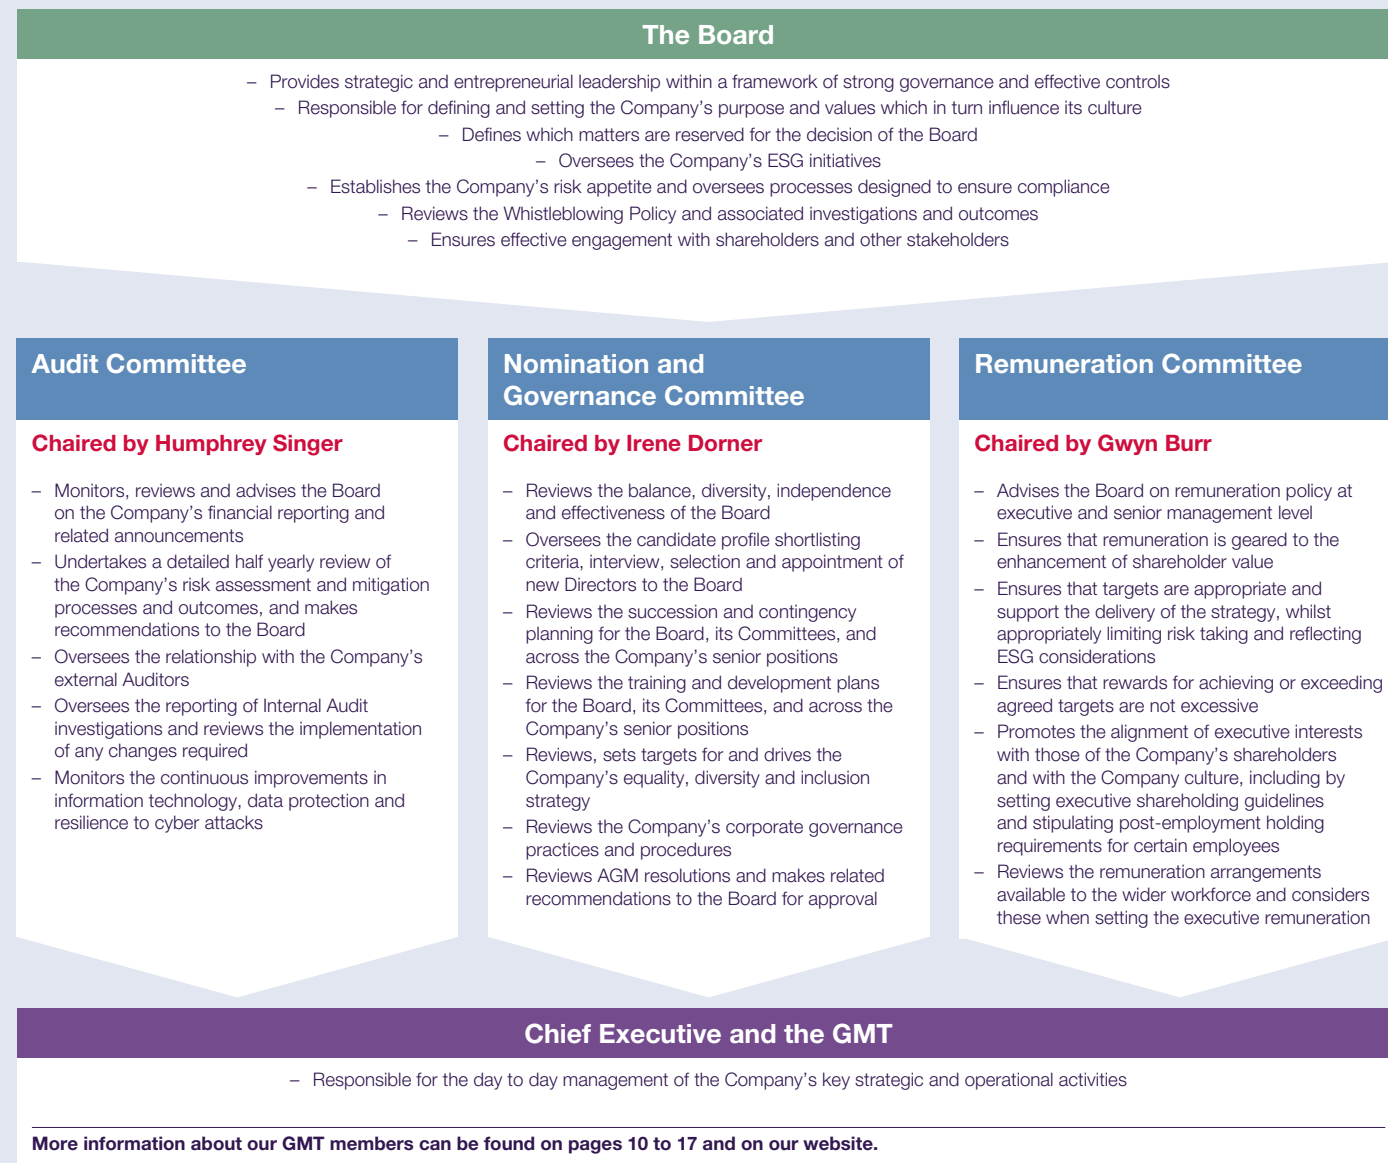 The Board
– Provides strategic and entrepreneurial leadership within a framework of strong governance and effective controls
– Responsible for defining and setting the Company’s purpose and values which in turn influence its culture
– Defines which matters are reserved for the decision of the Board
– Oversees the Company’s ESG initiatives
– Establishes the Company’s risk appetite and oversees processes designed to ensure compliance
– Reviews the Whistleblowing Policy and associated investigations and outcomes
– Ensures effective engagement with shareholders and other stakeholders
Audit Committee
Chaired by Humphrey Singer
– Monitors, reviews and advises the Board
on the Company’s financial reporting and
related announcements
– Undertakes a detailed half yearly review of
the Company’s risk assessment and mitigation
processes and outcomes, and makes
recommendations to the Board
– Oversees the relationship with the Company’s
external Auditors
– Oversees the reporting of Internal Audit
investigations and reviews the implementation
of any changes required
– Monitors the continuous improvements in
information technology, data protection and
resilience to cyber attacks
Nomination and
Governance Committee
Chaired by Irene Dorner
– Reviews the balance, diversity, independence
and effectiveness of the Board
– Oversees the candidate profile shortlisting
criteria, interview, selection and appointment of
new Directors to the Board
– Reviews the succession and contingency
planning for the Board, its Committees, and
across the Company’s senior positions
– Reviews the training and development plans
for the Board, its Committees, and across the
Company’s senior positions
– Reviews, sets targets for and drives the
Company’s equality, diversity and inclusion
strategy
– Reviews the Company’s corporate governance
practices and procedures
– Reviews AGM resolutions and makes related
recommendations to the Board for approval
Remuneration Committee
Chaired by Gwyn Burr
– Advises the Board on remuneration policy at
executive and senior management level
– Ensures that remuneration is geared to the
enhancement of shareholder value
– Ensures that targets are appropriate and
support the delivery of the strategy, whilst
appropriately limiting risk taking and reflecting
ESG considerations
– Ensures that rewards for achieving or exceeding
agreed targets are not excessive
– Promotes the alignment of executive interests
with those of the Company’s shareholders
and with the Company culture, including by
setting executive shareholding guidelines
and stipulating post-employment holding
requirements for certain employees
– Reviews the remuneration arrangements
available to the wider workforce and considers
these when setting the executive remuneration
Chief Executive and the GMT
– Responsible for the day to day management of the Company’s key strategic and operational activities
More information about our GMT members can be found on pages 10 to 17 and on our website.